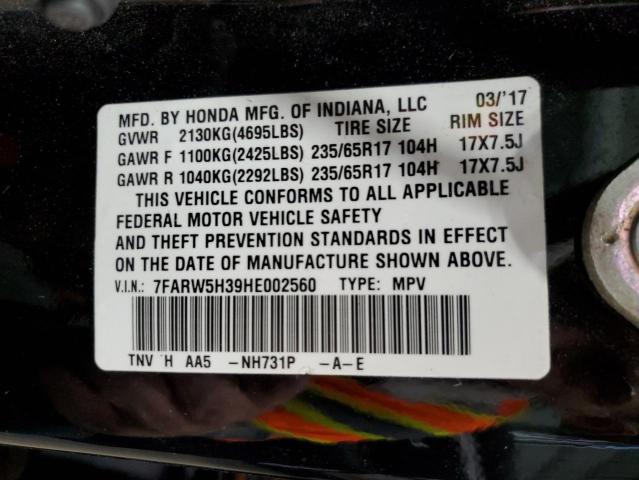 MFD. BY HONDA MFG. OF INDIANA, LLC 03/'17
GVWR 2130KG(4695LBS) TIRE SIZE RIM SIZE
GAWR F 1100KG(2425LBS) 235/65R17 104H 17X7.5J
GAWR R 1040KG(2292LBS) 235/65R17 104H 17X7.5J
THIS VEHICLE CONFORMS TO ALL APPLICABLE
FEDERAL MOTOR VEHICLE SAFETY
AND THEFT PREVENTION STANDARDS IN EFFECT
ON THE DATE OF MANUFACTURE SHOWN ABOVE.
V.I.N.: 7FARW5H39HE002560 TYPE: MPV
TNV H AA5 -NH731P -A-E